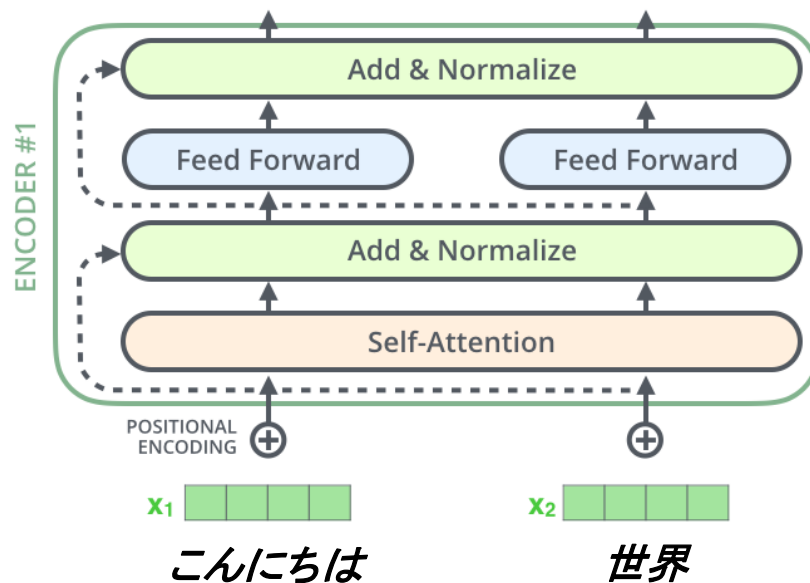 Add & Normalize
Feed Forward Feed Forward
ENCODER #1
Add & Normalize
Self-Attention
POSITIONAL
ENCODING
x₁ x₂
こんにちは 世界